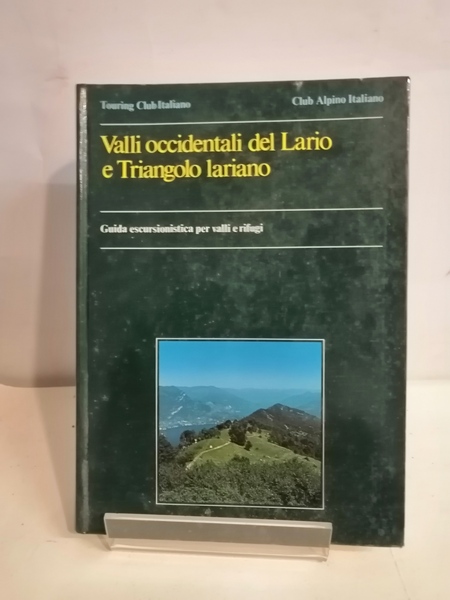 Touring Club Italiano
Club Alpino Italiano
Valli occidentali del Lario
e Triangolo lariano
Guida escursionistica per valli e rifugi